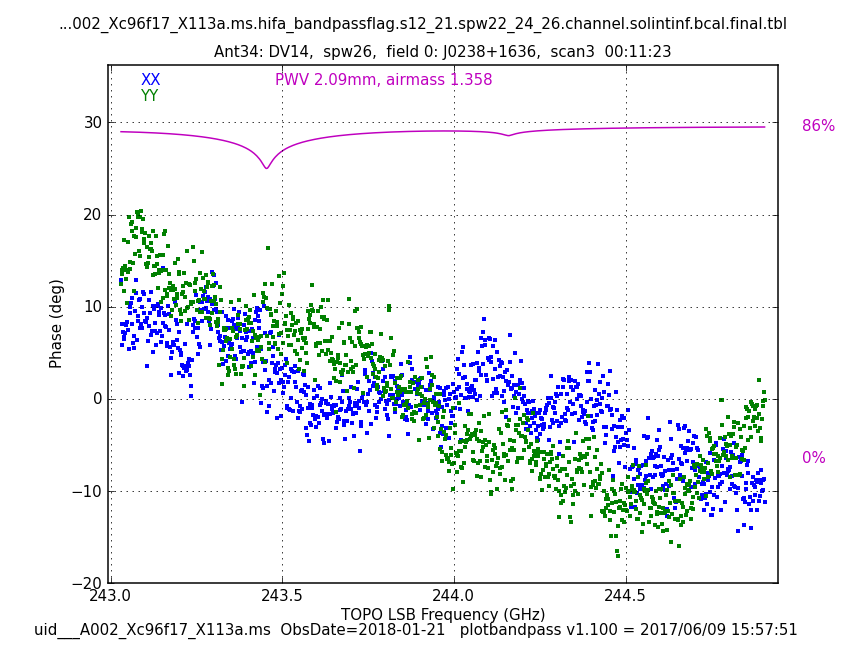 ...002_Xc96f17_X113a.ms.hifa_bandpassflag.s12_21.spw22_24_26.channel.solintinf.bcal.final.tbl
Ant34: DV14, spw26, field 0: J0238+1636, scan3 00:11:23
XX
PWV 2.09mm, airmass 1.358
YY
30
86%
20
10
Phase (deg)
0
0%
−10
−20
243.0 243.5 244.0 244.5
TOPO LSB Frequency (GHz)
uid___A002_Xc96f17_X113a.ms ObsDate=2018-01-21 plotbandpass v1.100 = 2017/06/09 15:57:51